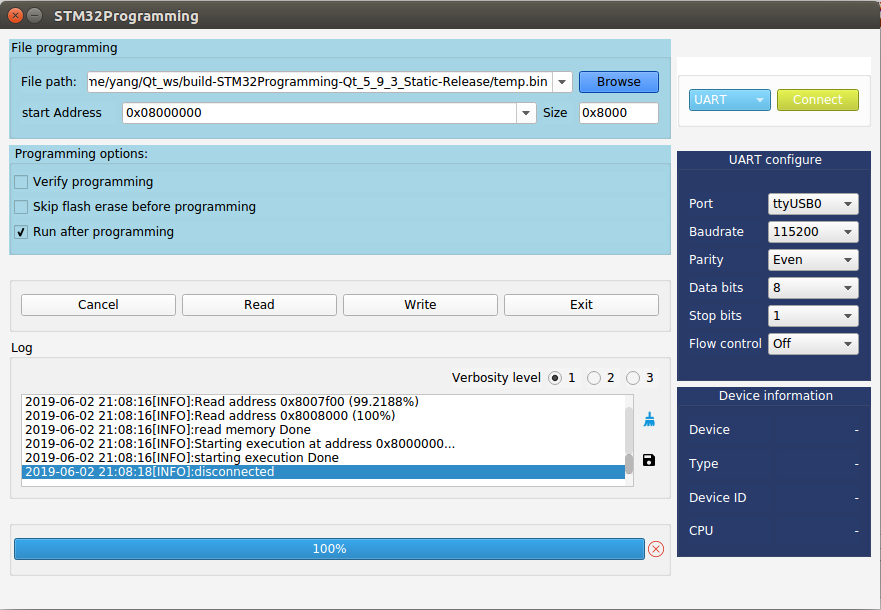 STM32Programming
File programming
File path: me/yang/Qt_ws/build-STM32Programming-Qt_5_9_3_Static-Release/temp.bin Browse
start Address 0x08000000 Size 0x8000
Programming options:
Verify programming
Skip flash erase before programming
Run after programming
Cancel Read Write Exit
Log
Verbosity level 1 2 3
2019-06-02 21:08:16[INFO]:Read address 0x8007f00 (99.2188%)
2019-06-02 21:08:16[INFO]:Read address 0x8008000 (100%)
2019-06-02 21:08:16[INFO]:read memory Done
2019-06-02 21:08:16[INFO]:Starting execution at address 0x8000000...
2019-06-02 21:08:16[INFO]:starting execution Done
2019-06-02 21:08:18[INFO]:disconnected
100%
UART Connect
UART configure
Port ttyUSB0
Baudrate 115200
Parity Even
Data bits 8
Stop bits 1
Flow control Off
Device information
Device -
Type -
Device ID -
CPU -